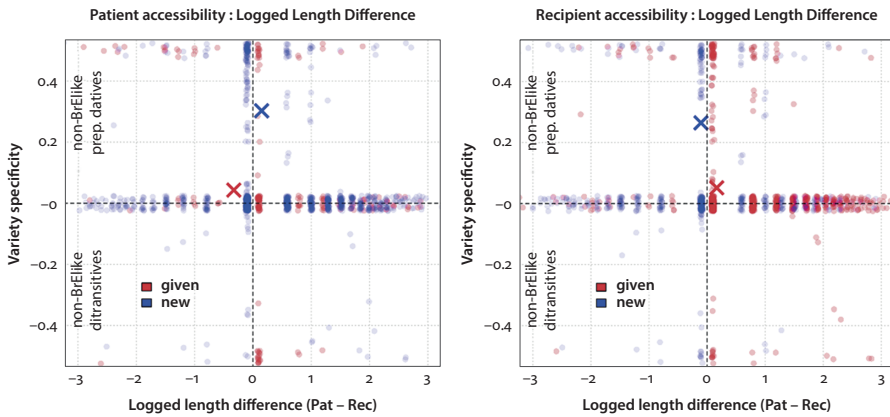 Patient accessibility : Logged Length Difference
Variety specificity
non-BrElike
prep. datives
non-BrElike
ditransitives
0.4
0.2
−0
−0.2
−0.4
given
new
−3 −2 −1 0 1 2 3
Logged length difference (Pat – Rec)
Recipient accessibility : Logged Length Difference
Variety specificity
non-BrElike
prep. datives
non-BrElike
ditransitives
0.4
0.2
−0
−0.2
−0.4
given
new
−3 −2 −1 0 1 2 3
Logged length difference (Pat – Rec)